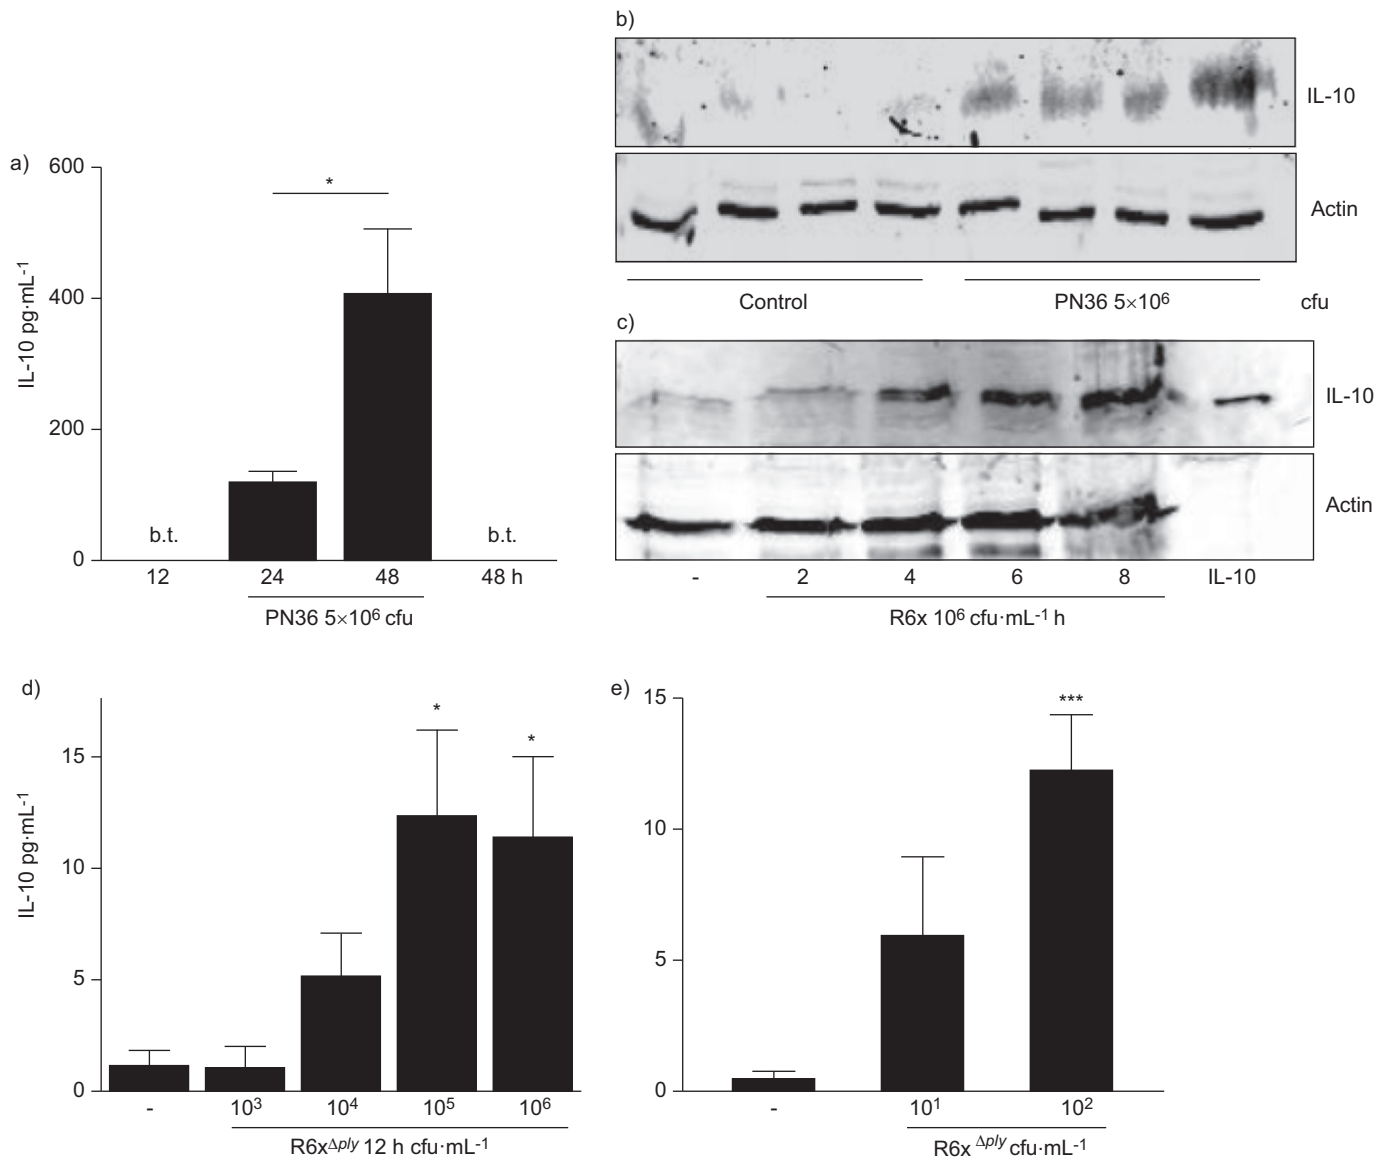 b)
IL-10
Actin
Control
PN36 5×10⁶
cfu
a)
600
400
200
0
IL-10 pg·mL⁻¹
*
b.t.
b.t.
12
24
48
48 h
PN36 5×10⁶ cfu
c)
IL-10
Actin
-
2
4
6
8
IL-10
R6x 10⁶ cfu·mL⁻¹ h
d)
15
10
5
0
IL-10 pg·mL⁻¹
*
*
-
10³
10⁴
10⁵
10⁶
R6x^Δply 12 h cfu·mL⁻¹
e)
15
10
5
0
***
-
10¹
10²
R6x ^Δply cfu·mL⁻¹